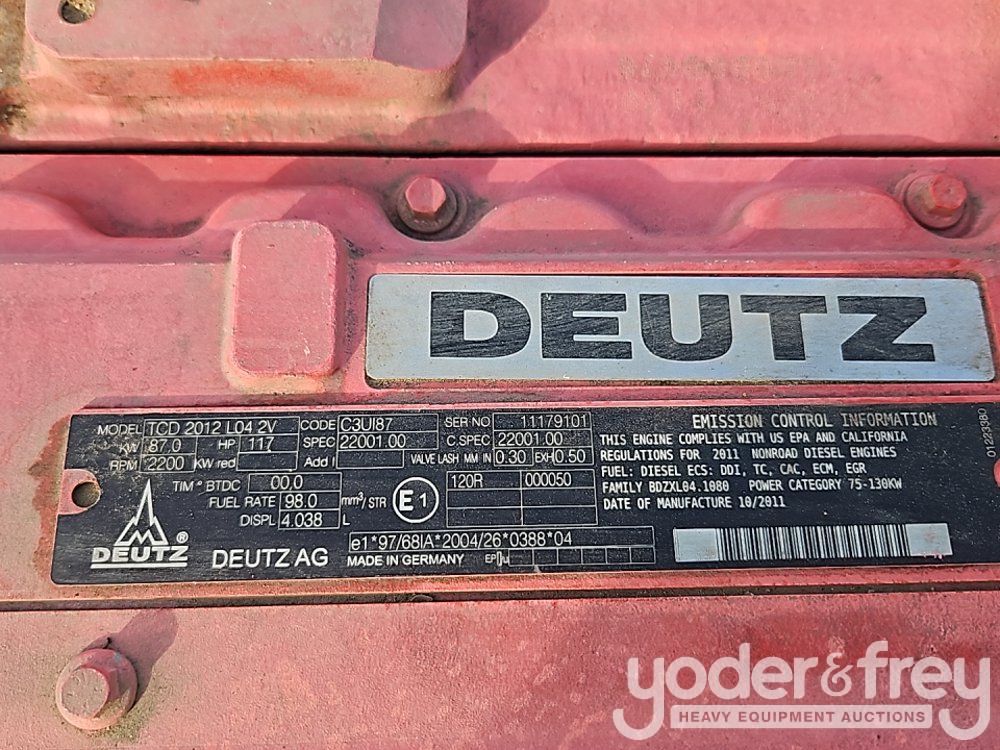 DEUTZ
MODEL TCD 2012 L04 2V CODE C3UI87 SER NO 11179101
KW 87.0 HP 117 SPEC 22001.00 C.SPEC 22001.00
RPM 2200 KW red Add I VALVE LASH MM IN 0.30 EXH 0.50
TIM ° BTDC 00,0 120R 000050
FUEL RATE 98.0 mm³/STR E1
DISPL 4.038 L
DEUTZ ®
DEUTZ AG
e1*97/68IA*2004/26*0388*04
MADE IN GERMANY EP
EMISSION CONTROL INFORMATION
THIS ENGINE COMPLIES WITH US EPA AND CALIFORNIA
REGULATIONS FOR 2011 NONROAD DIESEL ENGINES
FUEL: DIESEL ECS: DDI, TC, CAC, ECM, EGR
FAMILY BDZXL04.1080 POWER CATEGORY 75-130KW
DATE OF MANUFACTURE 10/2011
01223380
yoder&frey
HEAVY EQUIPMENT AUCTIONS